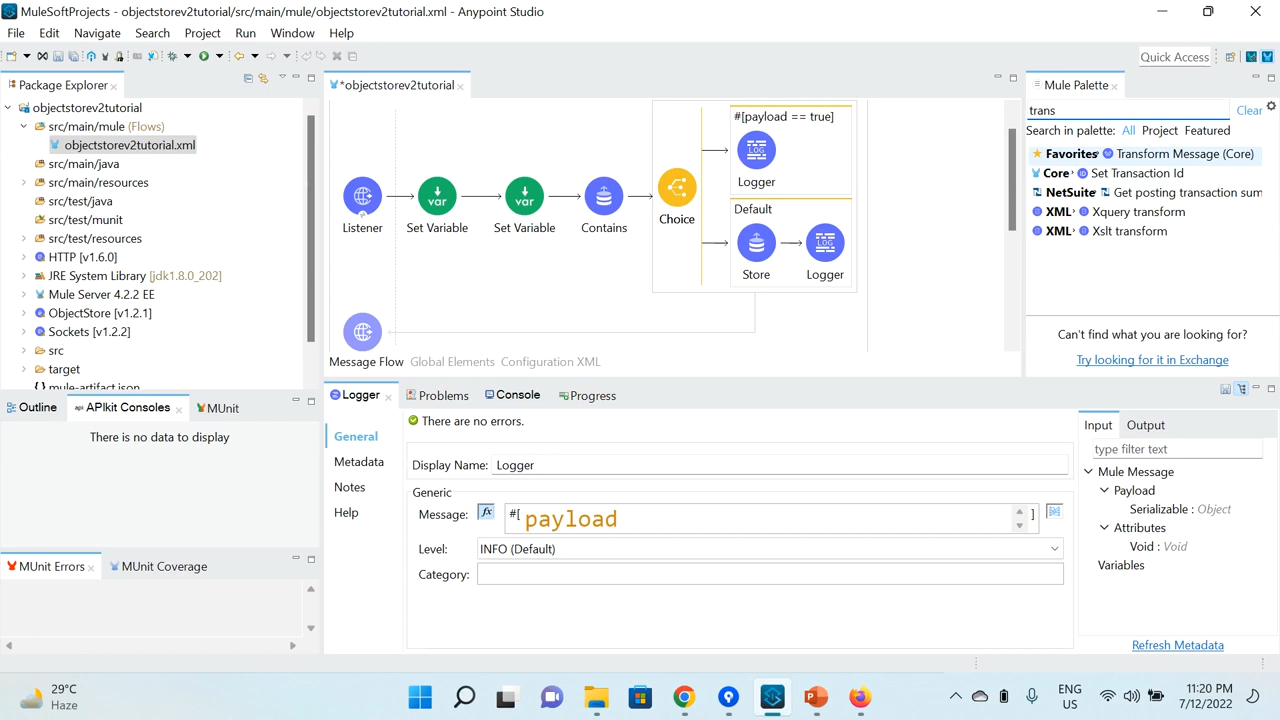 MuleSoftProjects - objectstorev2tutorial/src/main/mule/objectstorev2tutorial.xml - Anypoint Studio
File Edit Navigate Search Project Run Window Help
Quick Access
Package Explorer
objectstorev2tutorial
src/main/mule (Flows)
objectstorev2tutorial.xml
src/main/java
src/main/resources
src/test/java
src/test/munit
src/test/resources
HTTP [v1.6.0]
JRE System Library [jdk1.8.0_202]
Mule Server 4.2.2 EE
ObjectStore [v1.2.1]
Sockets [v1.2.2]
src
target
mule-artifact.json
*objectstorev2tutorial
#[payload == true]
LOG
Logger
var
var
Listener
Set Variable
Set Variable
Contains
Choice
Default
LOG
Store
Logger
Message Flow Global Elements Configuration XML
Mule Palette
trans
Clear
Search in palette: All Project Featured
Favorites Transform Message (Core)
Core Set Transaction Id
NetSuite Get posting transaction sum
XML Xquery transform
XML Xslt transform
Can't find what you are looking for?
Try looking for it in Exchange
Outline
API APIkit Consoles
MUnit
There is no data to display
MUnit Errors
MUnit Coverage
Logger
Problems
Console
Progress
General
Metadata
Notes
Help
There are no errors.
Display Name: Logger
Generic
Message: fx #[ payload ]
Level: INFO (Default)
Category:
Input Output
type filter text
Mule Message
Payload
Serializable : Object
Attributes
Void : Void
Variables
Refresh Metadata
29°C
Haze
ENG
US
11:20 PM
7/12/2022